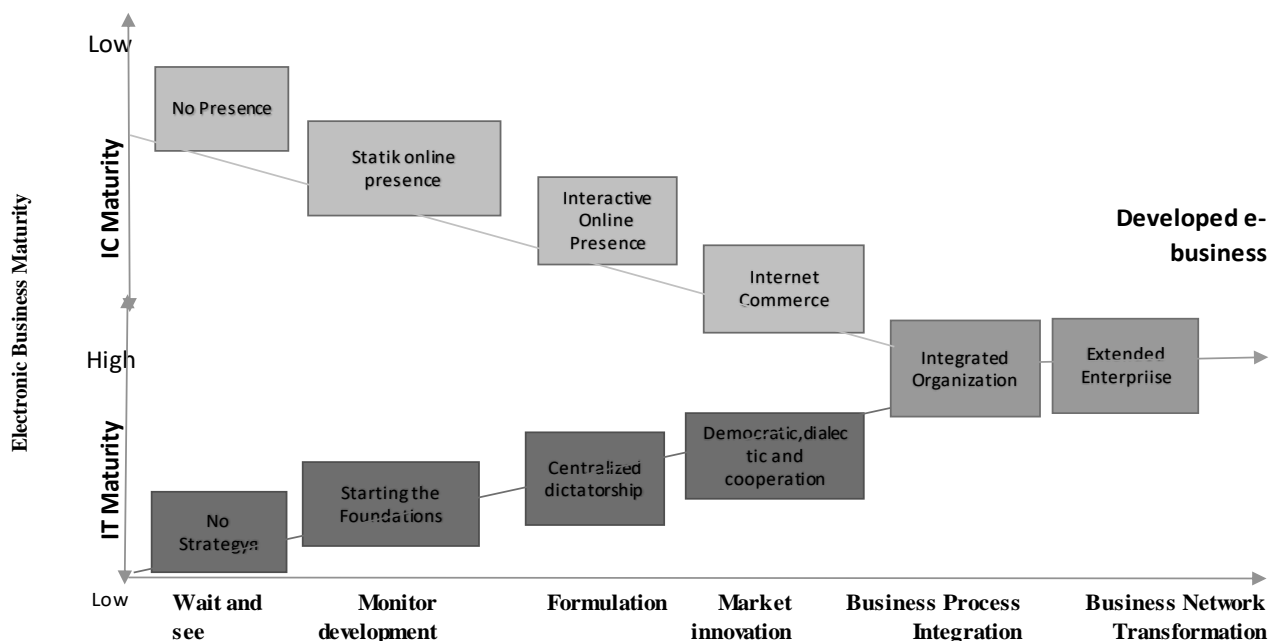 Low
No Presence
Statik online
presence
Interactive
Online
Presence
Internet
Commerce
Developed e-
business
IC Maturity
Electronic Business Maturity
High
Integrated
Organization
Extended
Enterpriise
IT Maturity
Democratic,dialec
tic and
cooperation
Centralized
dictatorship
Starting the
Foundations
No
Strategyn
Low
Wait and
see
Monitor
development
Formulation
Market
innovation
Business Process
Integration
Business Network
Transformation